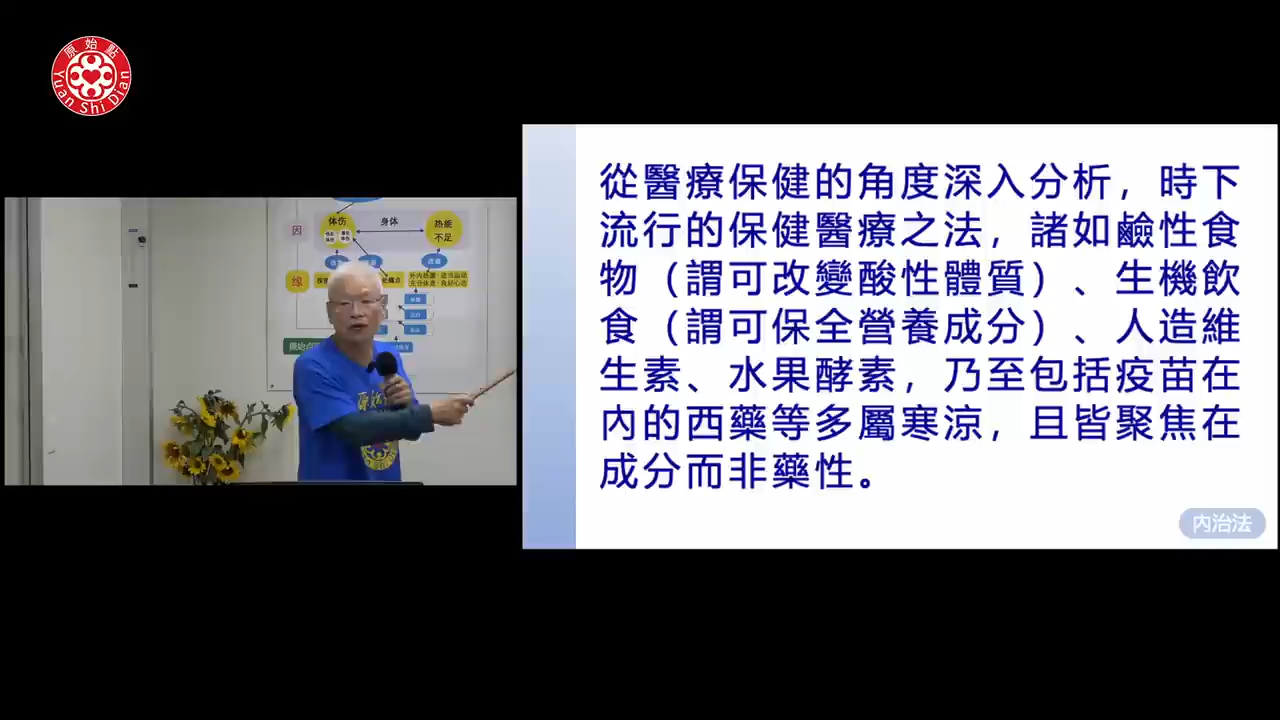 原始點
Yuan Shi Dian
從醫療保健的角度深入分析，時下
流行的保健醫療之法，諸如鹼性食
物（謂可改變酸性體質）、生機飲
食（謂可保全營養成分）、人造維
生素、水果酵素，乃至包括疫苗在
內的西藥等多屬寒涼，且皆聚焦在
成分而非藥性。
內治法
因
体伤
身体
热能
不足
缘